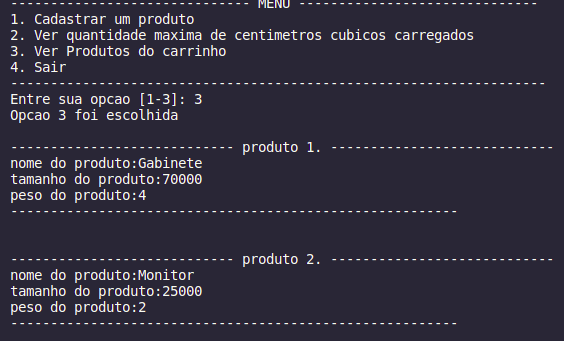 ------------------------------ MENU ------------------------------
1. Cadastrar um produto
2. Ver quantidade maxima de centimetros cubicos carregados
3. Ver Produtos do carrinho
4. Sair
-------------------------------------------------------------------
Entre sua opcao [1-3]: 3
Opcao 3 foi escolhida
---------------------------- produto 1. ----------------------------
nome do produto:Gabinete
tamanho do produto:70000
peso do produto:4
--------------------------------------------------------
---------------------------- produto 2. ----------------------------
nome do produto:Monitor
tamanho do produto:25000
peso do produto:2
--------------------------------------------------------